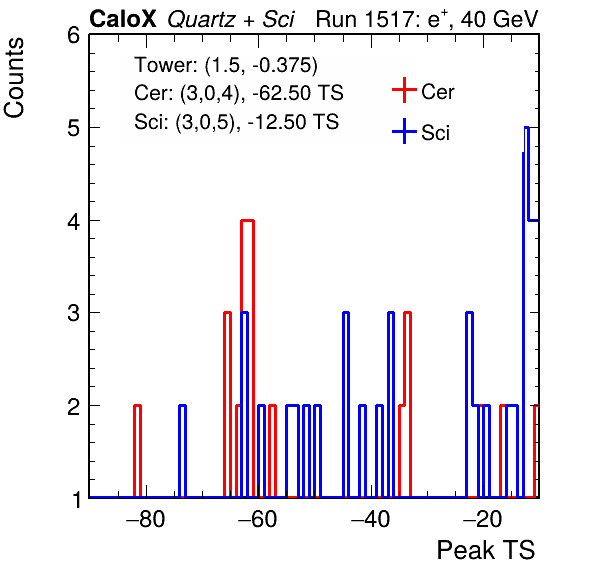 CaloX Quartz + Sci Run 1517: e⁺, 40 GeV
Counts
Tower: (1.5, -0.375)
Cer: (3,0,4), -62.50 TS
Sci: (3,0,5), -12.50 TS
Cer
Sci
6
5
4
3
2
1
−80 −60 −40 −20
Peak TS